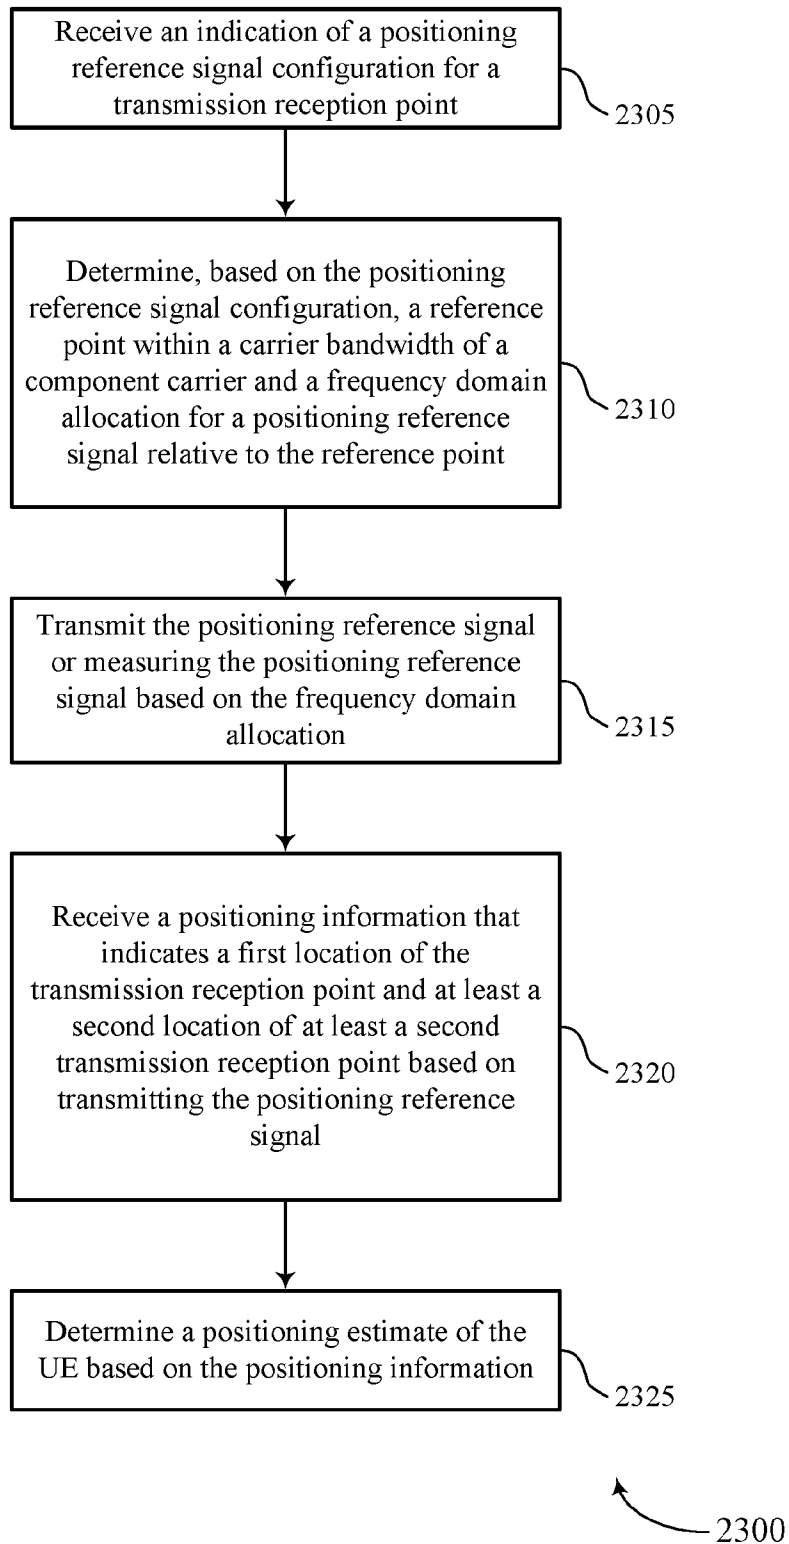 Receive an indication of a positioning
reference signal configuration for a
transmission reception point
2305
Determine, based on the positioning
reference signal configuration, a reference
point within a carrier bandwidth of a
component carrier and a frequency domain
allocation for a positioning reference
signal relative to the reference point
2310
Transmit the positioning reference signal
or measuring the positioning reference
signal based on the frequency domain
allocation
2315
Receive a positioning information that
indicates a first location of the
transmission reception point and at least a
second location of at least a second
transmission reception point based on
transmitting the positioning reference
signal
2320
Determine a positioning estimate of the
UE based on the positioning information
2325
2300